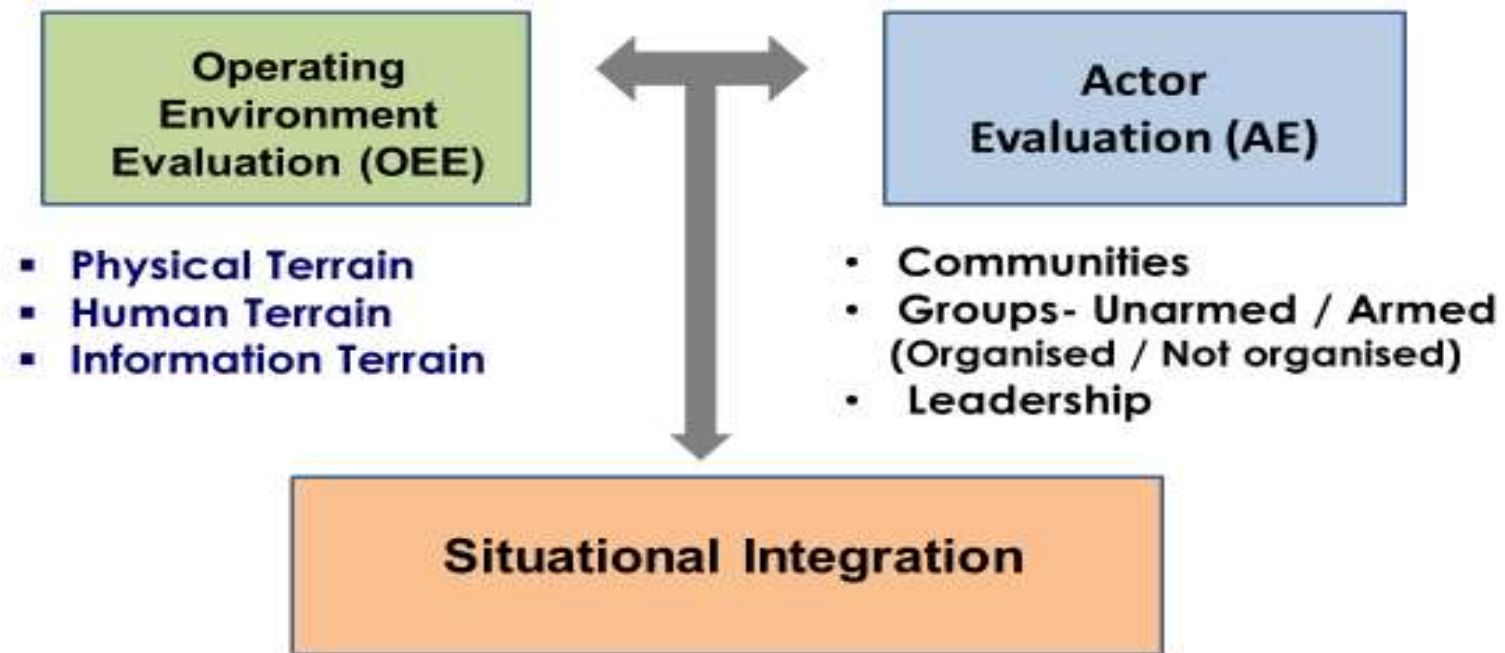 Operating
Environment
Evaluation (OEE)
▪ Physical Terrain
▪ Human Terrain
▪ Information Terrain
Actor
Evaluation (AE)
• Communities
• Groups- Unarmed / Armed
(Organised / Not organised)
• Leadership
Situational Integration